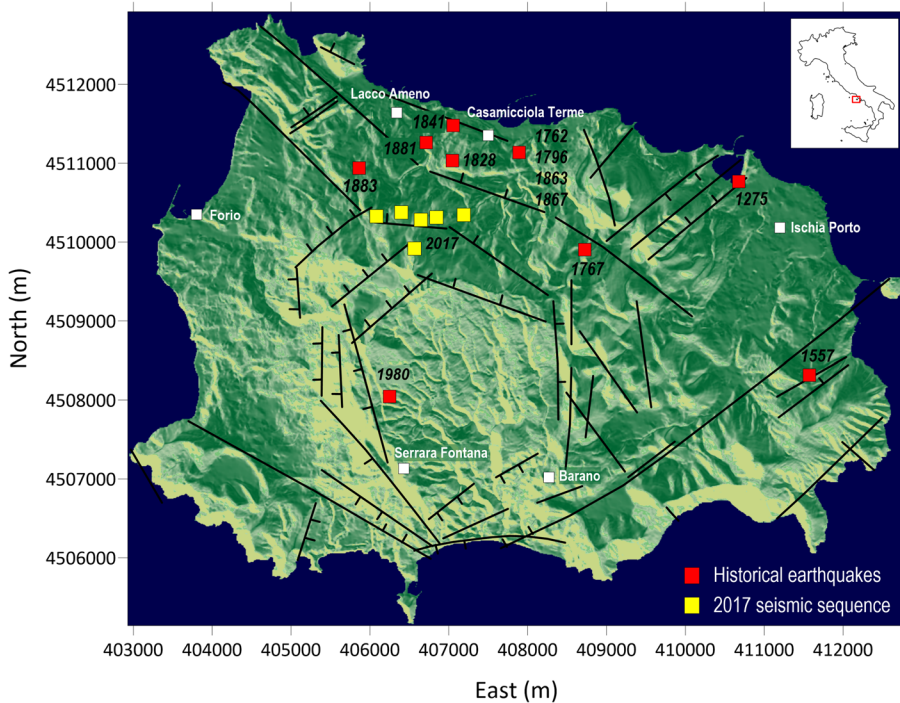 4512000
4511000
4510000
4509000
4508000
4507000
4506000
North (m)
Lacco Ameno
Casamicciola Terme
1841
1762
1881
1796
1828
1863
1883
1867
1275
Forio
Ischia Porto
2017
1767
1557
1980
Serrara Fontana
Barano
Historical earthquakes
2017 seismic sequence
403000 404000 405000 406000 407000 408000 409000 410000 411000 412000
East (m)